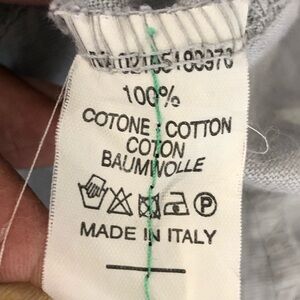 100%
COTONE : COTTON
COTON
BAUMWOLLE
P
MADE IN ITALY